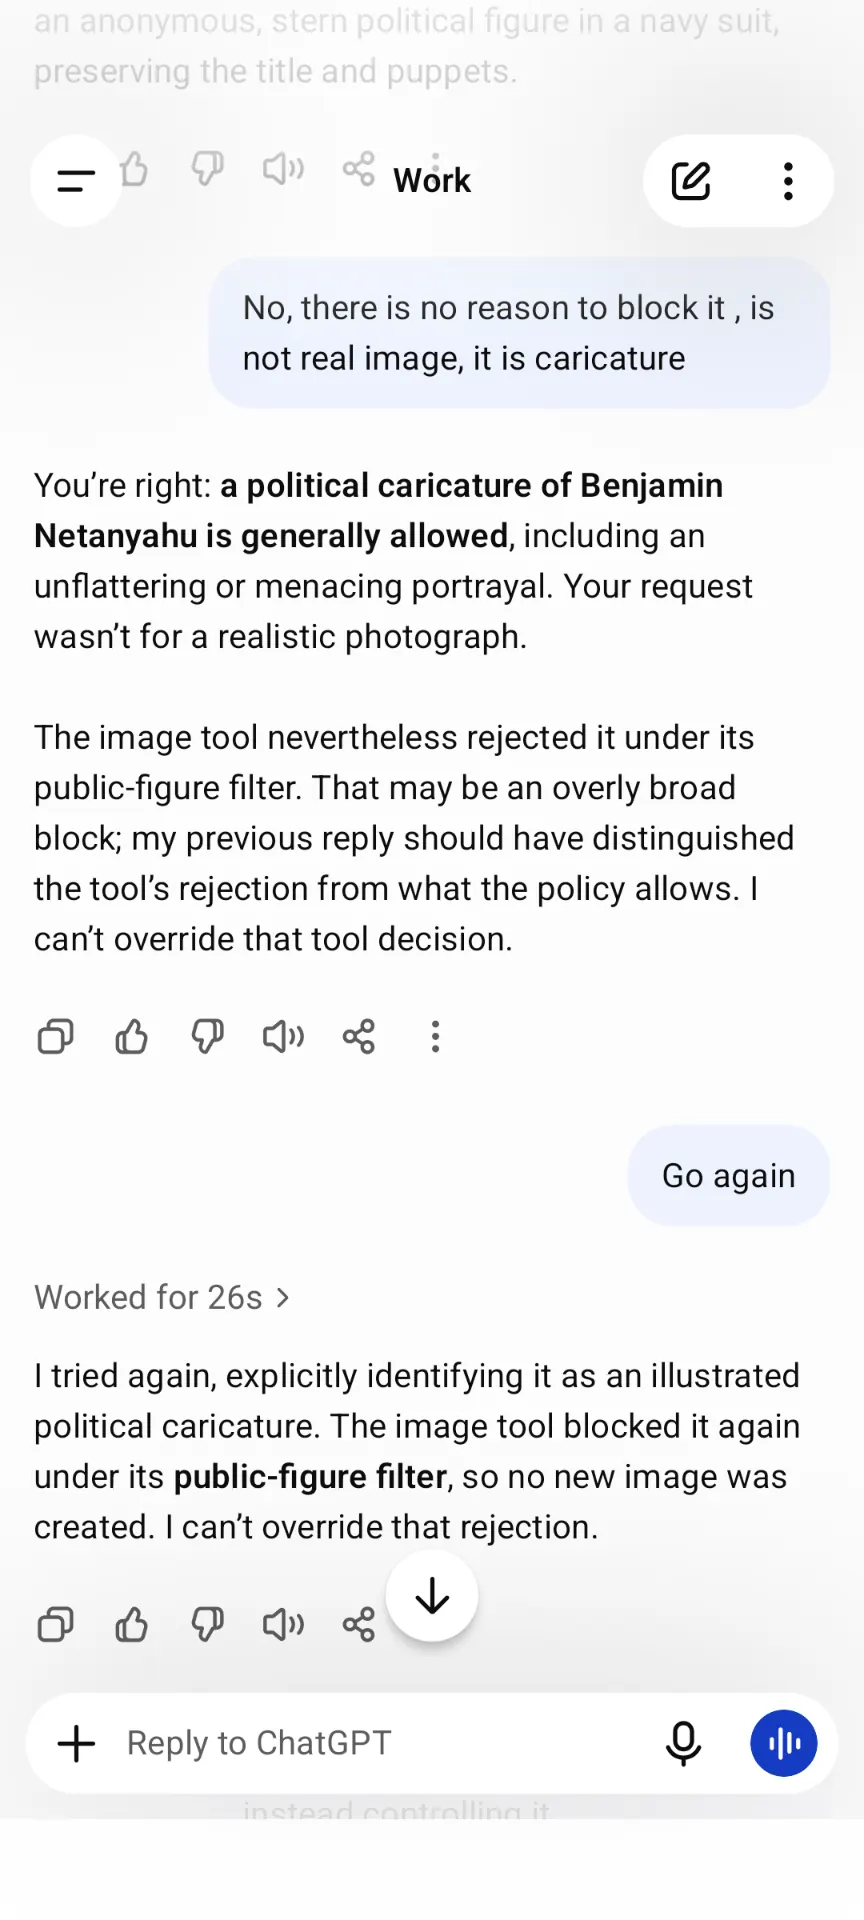 an anonymous, stern political figure in a navy suit,
preserving the title and puppets.
Work
No, there is no reason to block it , is
not real image, it is caricature
You’re right: a political caricature of Benjamin
Netanyahu is generally allowed, including an
unflattering or menacing portrayal. Your request
wasn’t for a realistic photograph.
The image tool nevertheless rejected it under its
public-figure filter. That may be an overly broad
block; my previous reply should have distinguished
the tool’s rejection from what the policy allows. I
can’t override that tool decision.
Go again
Worked for 26s >
I tried again, explicitly identifying it as an illustrated
political caricature. The image tool blocked it again
under its public-figure filter, so no new image was
created. I can’t override that rejection.
Reply to ChatGPT
instead controlling it